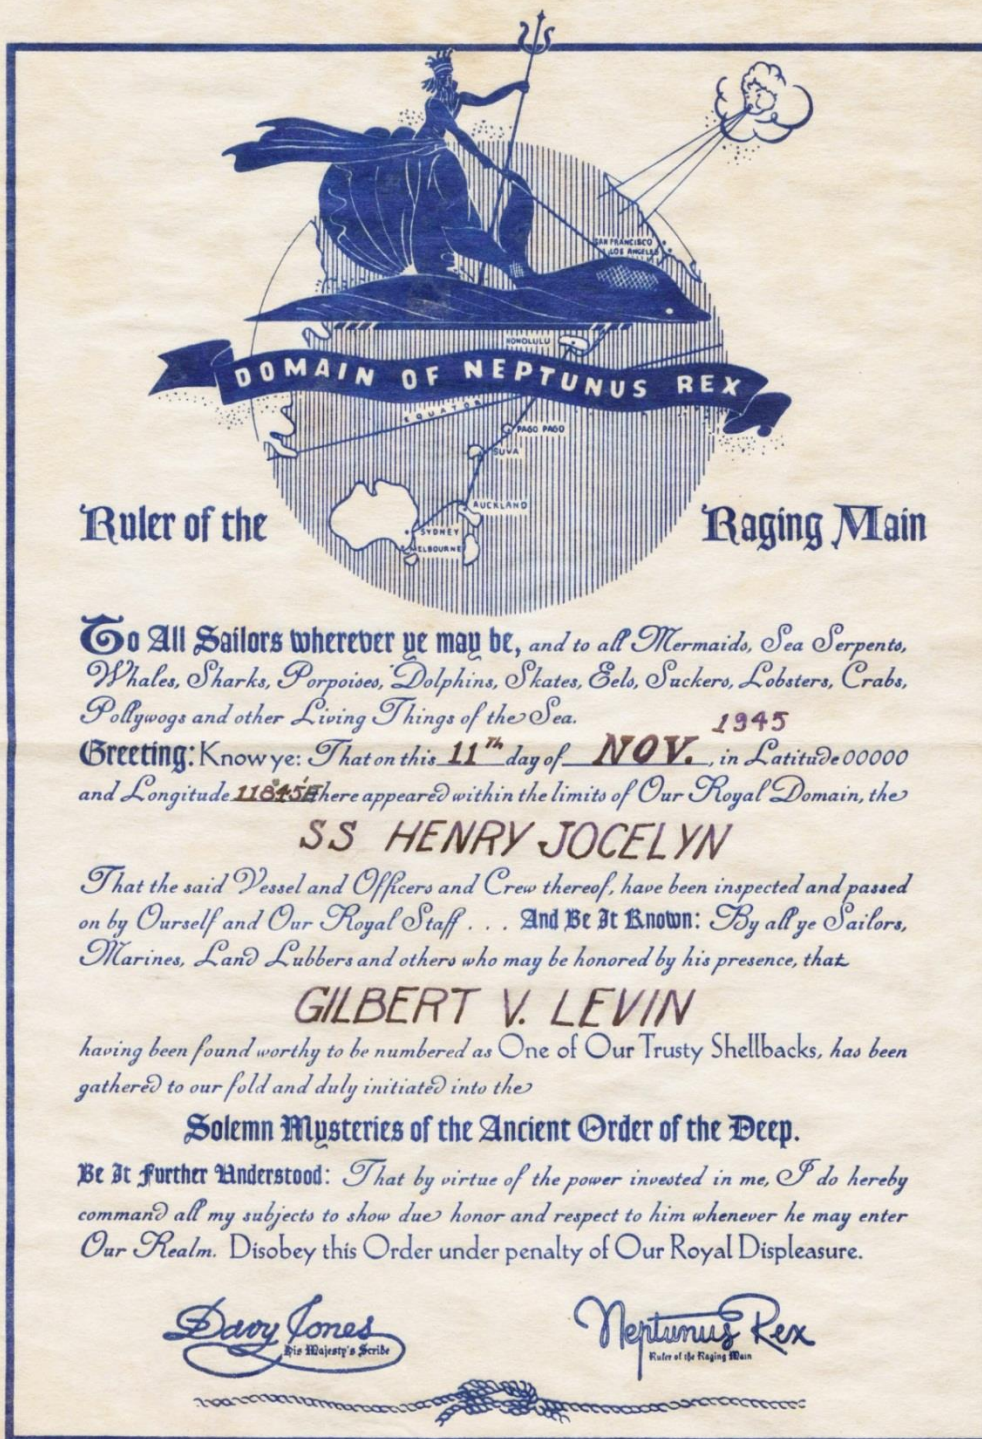 SAN FRANCISCO
LOS ANGELES
HONOLULU
DOMAIN OF NEPTUNUS REX
EQUATOR
PAGO PAGO
SUVA
AUCKLAND
SYDNEY
ELBOURNE
Ruler of the Raging Main
To All Sailors wherever ye may be, and to all Mermaids, Sea Serpents,
Whales, Sharks, Porpoises, Dolphins, Skates, Eels, Suckers, Lobsters, Crabs,
Pollywogs and other Living Things of the Sea.
1945
Greeting: Know ye: That on this 11th day of NOV., in Latitude 00000
and Longitude 118°45'E there appeared within the limits of Our Royal Domain, the
SS HENRY JOCELYN
That the said Vessel and Officers and Crew thereof, have been inspected and passed
on by Ourself and Our Royal Staff . . . And Be It Known: By all ye Sailors,
Marines, Land Lubbers and others who may be honored by his presence, that
GILBERT V. LEVIN
having been found worthy to be numbered as One of Our Trusty Shellbacks, has been
gathered to our fold and duly initiated into the
Solemn Mysteries of the Ancient Order of the Deep.
Be It Further Understood: That by virtue of the power invested in me, I do hereby
command all my subjects to show due honor and respect to him whenever he may enter
Our Realm. Disobey this Order under penalty of Our Royal Displeasure.
Davy Jones
His Majesty's Scribe
Neptunus Rex
Ruler of the Raging Main